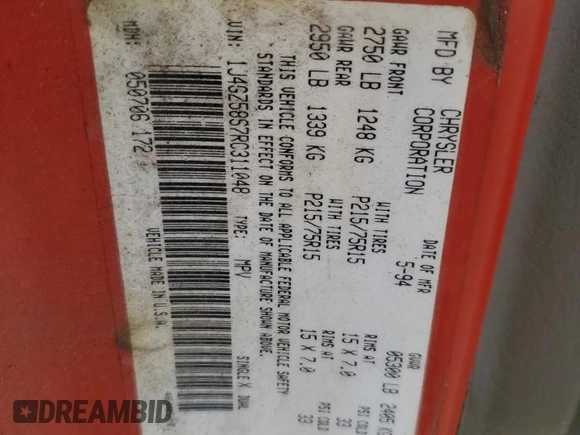 MFD BY CHRYSLER CORPORATION
DATE OF MFR 5-94
GVWR 05300 LB 2405 KG
GAWR FRONT WITH TIRES RIMS AT PSI COLD
2750 LB 1248 KG P215/75R15 15 X 7.0 33
GAWR REAR WITH TIRES RIMS AT PSI COLD
2950 LB 1339 KG P215/75R15 15 X 7.0 33
THIS VEHICLE CONFORMS TO ALL APPLICABLE FEDERAL MOTOR VEHICLE SAFETY
STANDARDS IN EFFECT ON THE DATE OF MANUFACTURE SHOWN ABOVE.
VIN: 1J4GZ58S7RC311048 TYPE: MPV SINGLE X DUAL
MDH: 050706 172 VEHICLE MADE IN U.S.A.
DREAMBID